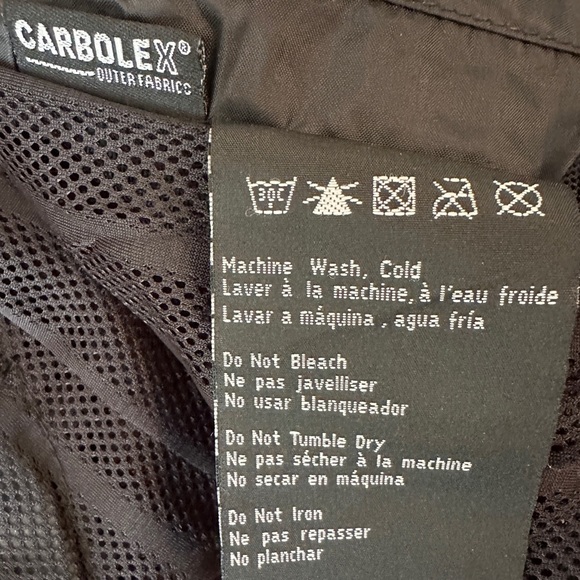 CARBOLEX®
OUTER FABRICS
30C
Machine Wash, Cold
Laver à la machine, à l'eau froide
Lavar a máquina, agua fría
Do Not Bleach
Ne pas javelliser
No usar blanqueador
Do Not Tumble Dry
Ne pas sécher à la machine
No secar en máquina
Do Not Iron
Ne pas repasser
No planchar